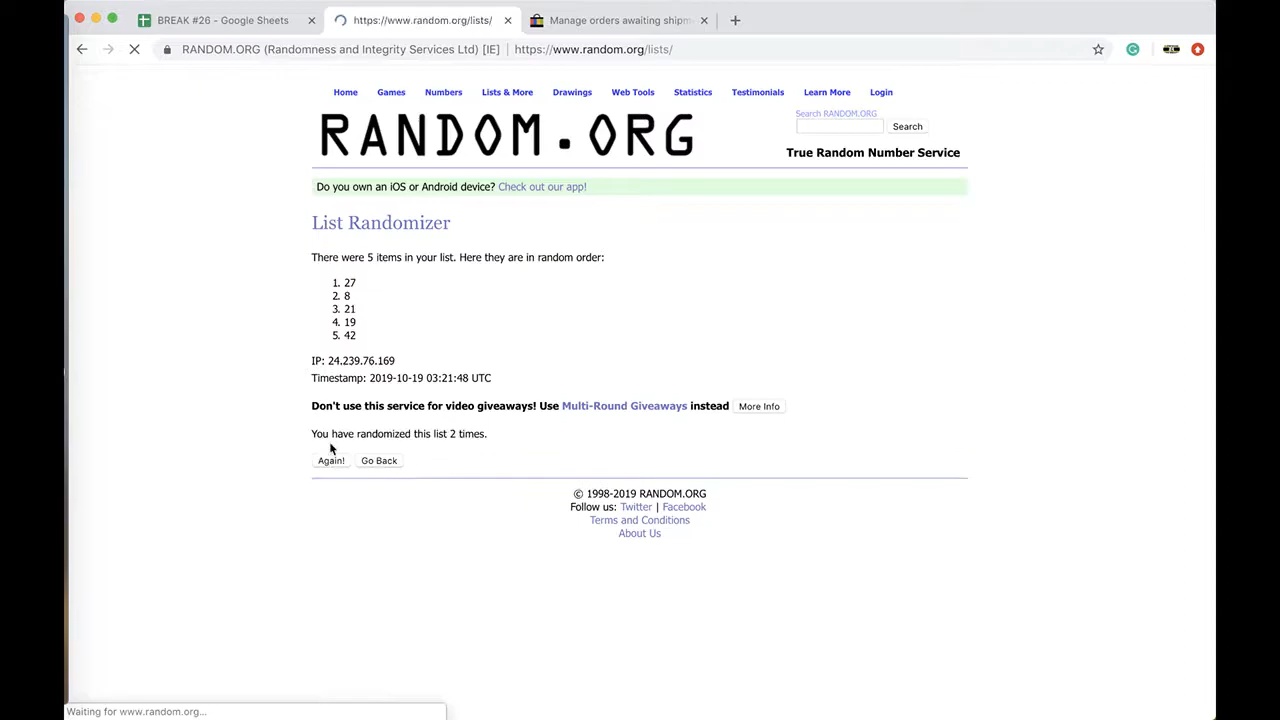 BREAK #26 - Google Sheets
https://www.random.org/lists/
Manage orders awaiting shipm
RANDOM.ORG (Randomness and Integrity Services Ltd) [IE] | https://www.random.org/lists/
Home Games Numbers Lists & More Drawings Web Tools Statistics Testimonials Learn More Login
Search RANDOM.ORG
Search
RANDOM.ORG
True Random Number Service
Do you own an iOS or Android device? Check out our app!
List Randomizer
There were 5 items in your list. Here they are in random order:
1. 27
2. 8
3. 21
4. 19
5. 42
IP: 24.239.76.169
Timestamp: 2019-10-19 03:21:48 UTC
Don't use this service for video giveaways! Use Multi-Round Giveaways instead More Info
You have randomized this list 2 times.
Again! Go Back
© 1998-2019 RANDOM.ORG
Follow us: Twitter | Facebook
Terms and Conditions
About Us
Waiting for www.random.org...